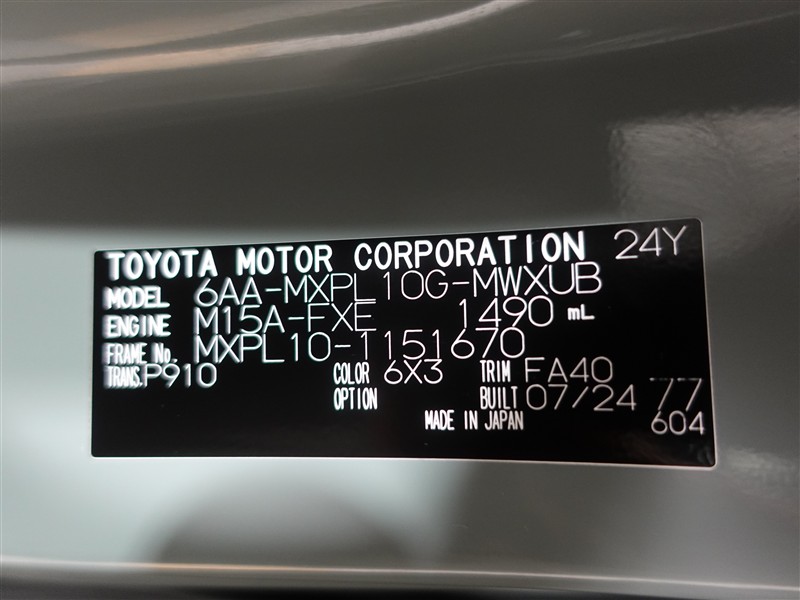 TOYOTA MOTOR CORPORATION 24Y
MODEL 6AA-MXPL10G-MWXUB
ENGINE M15A-FXE 1490 mL
FRAME No. MXPL10-1151670
TRANS. P910 COLOR 6X3 TRIM FA40
OPTION BUILT 07/24 77
MADE IN JAPAN 604